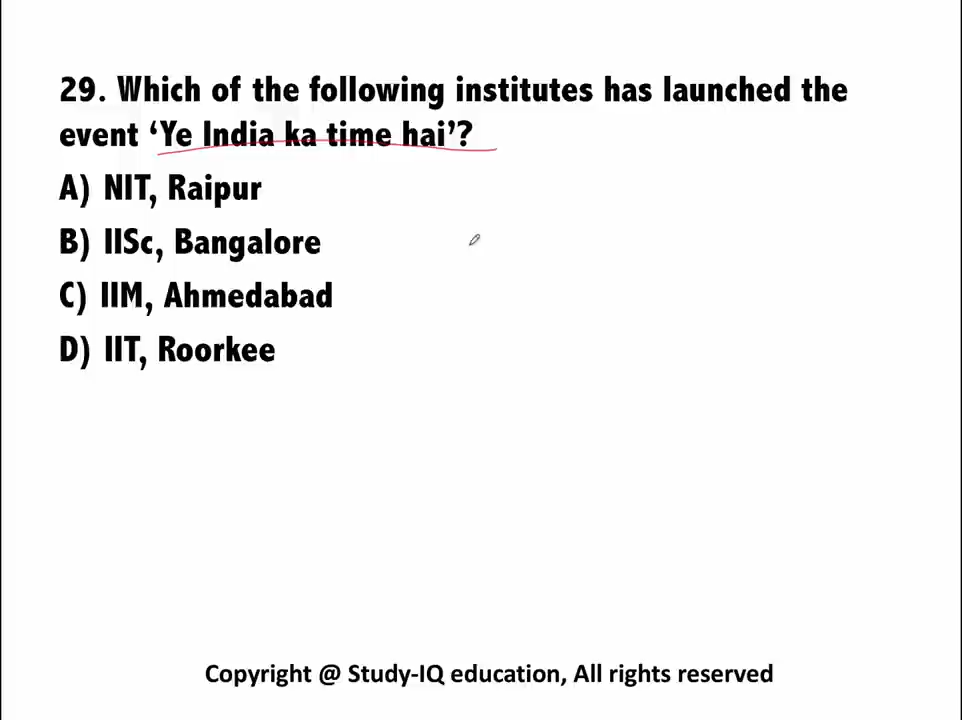 29. Which of the following institutes has launched the
event ‘Ye India ka time hai’?
A) NIT, Raipur
B) IISc, Bangalore
C) IIM, Ahmedabad
D) IIT, Roorkee
Copyright @ Study-IQ education, All rights reserved